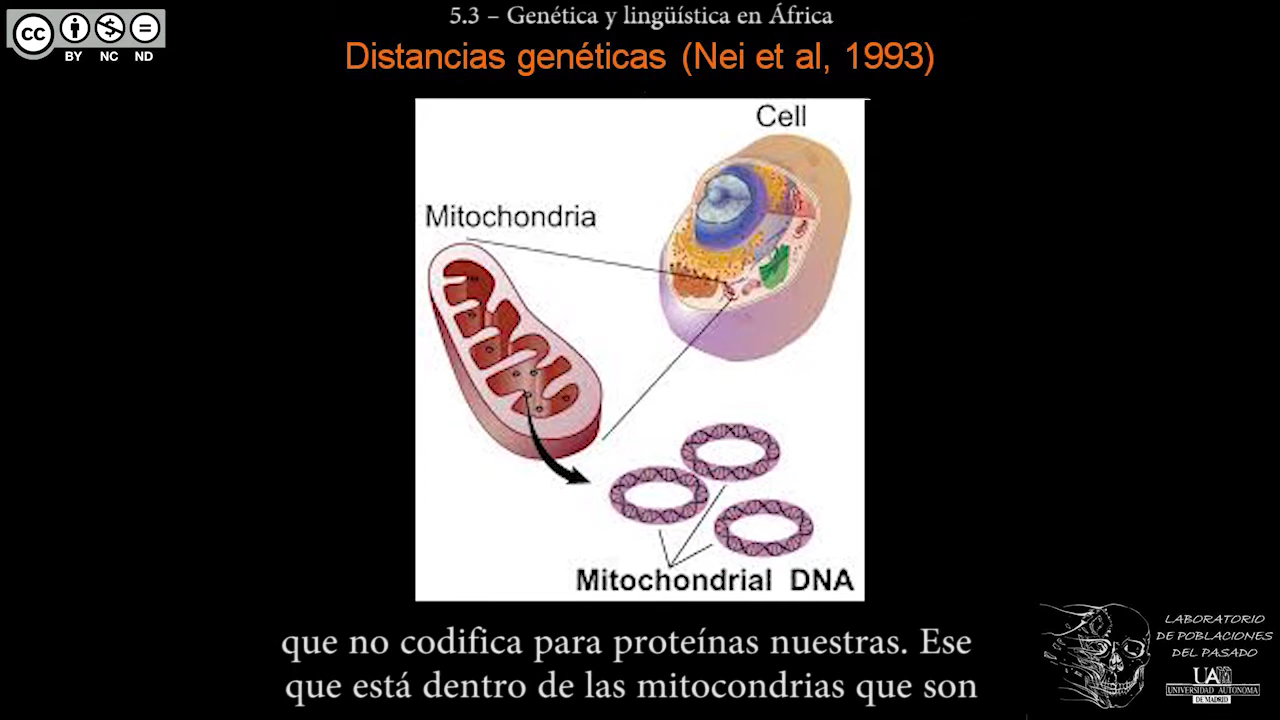 5.3 – Genética y lingüística en África
cc
BY NC ND
Distancias genéticas (Nei et al, 1993)
Cell
Mitochondria
Mitochondrial DNA
que no codifica para proteínas nuestras. Ese
que está dentro de las mitocondrias que son
LABORATORIO
DE POBLACIONES
DEL PASADO
UAM
UNIVERSIDAD AUTONOMA
DE MADRID